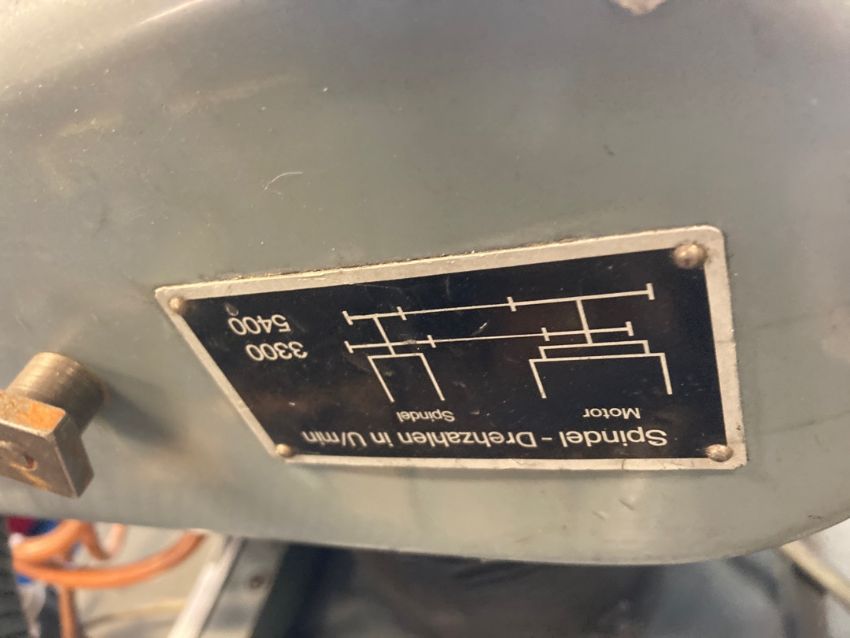 Spindel - Drehzahlen in U/min
Motor Spindel
3300
5400